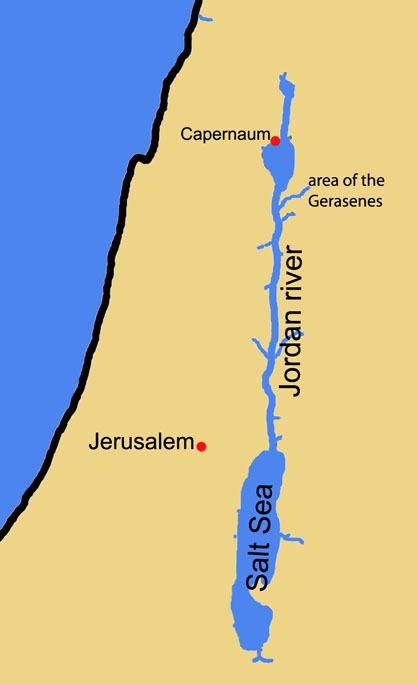 Capernaum
area of the
Gerasenes
Jordan river
Jerusalem
Salt Sea